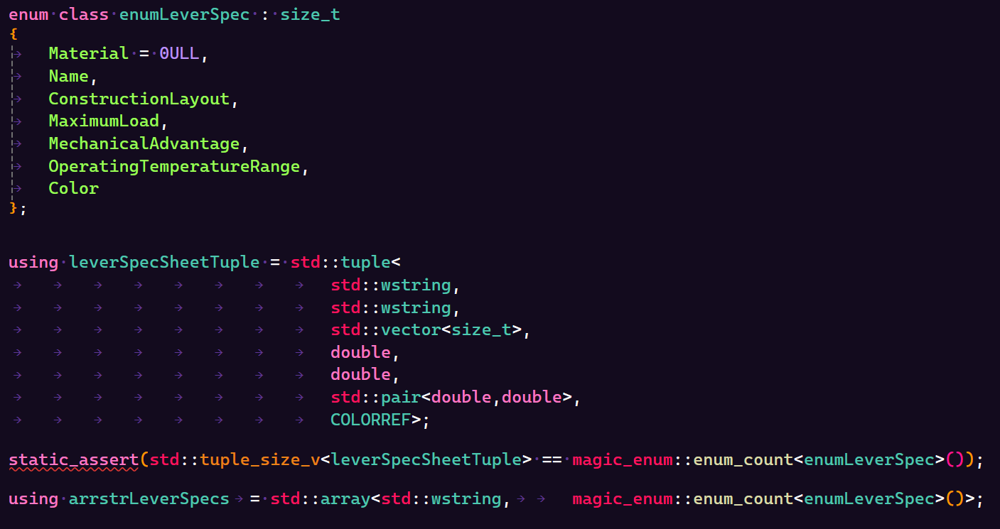 enum class enumLeverSpec : size_t
{
Material = 0ULL,
Name,
ConstructionLayout,
MaximumLoad,
MechanicalAdvantage,
OperatingTemperatureRange,
Color
};
using leverSpecSheetTuple = std::tuple<
std::wstring,
std::wstring,
std::vector<size_t>,
double,
double,
std::pair<double,double>,
COLORREF>;
static_assert(std::tuple_size_v<leverSpecSheetTuple> == magic_enum::enum_count<enumLeverSpec>());
using arrstrLeverSpecs = std::array<std::wstring, magic_enum::enum_count<enumLeverSpec>()>;